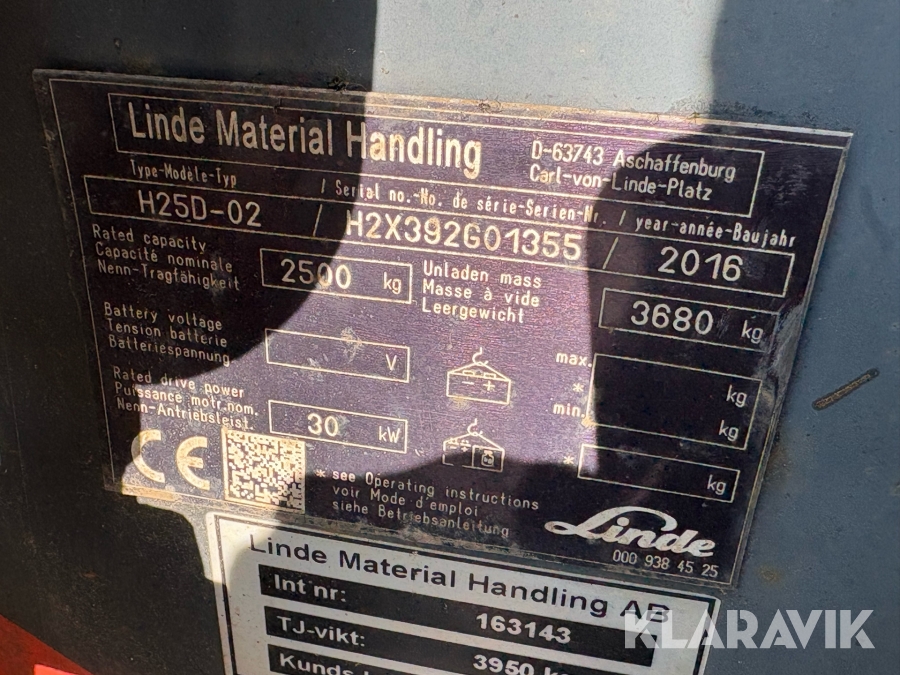 Linde Material Handling
D-63743 Aschaffenburg
Carl-von-Linde-Platz
Type-Modèle-Typ / Serial no.-No. de série-Serien-Nr. / year-année-Baujahr
H25D-02 / H2X392G01355 / 2016
Rated capacity
Capacité nominale
Nenn-Tragfähigkeit
2500 kg
Unladen mass
Masse à vide
Leergewicht
3680 kg
Battery voltage
Tension batterie
Batteriespannung
V
max.
kg
*
min.
kg
Rated drive power
Puissance motr.nom.
Nenn-Antriebsleist.
30 kW
*
kg
CE
* see Operating instructions
voir Mode d'emploi
siehe Betriebsanleitung
Linde
000 938 45 25
Linde Material Handling AB
Int nr: 163143
TJ-vikt: 3950
KLARAVIK